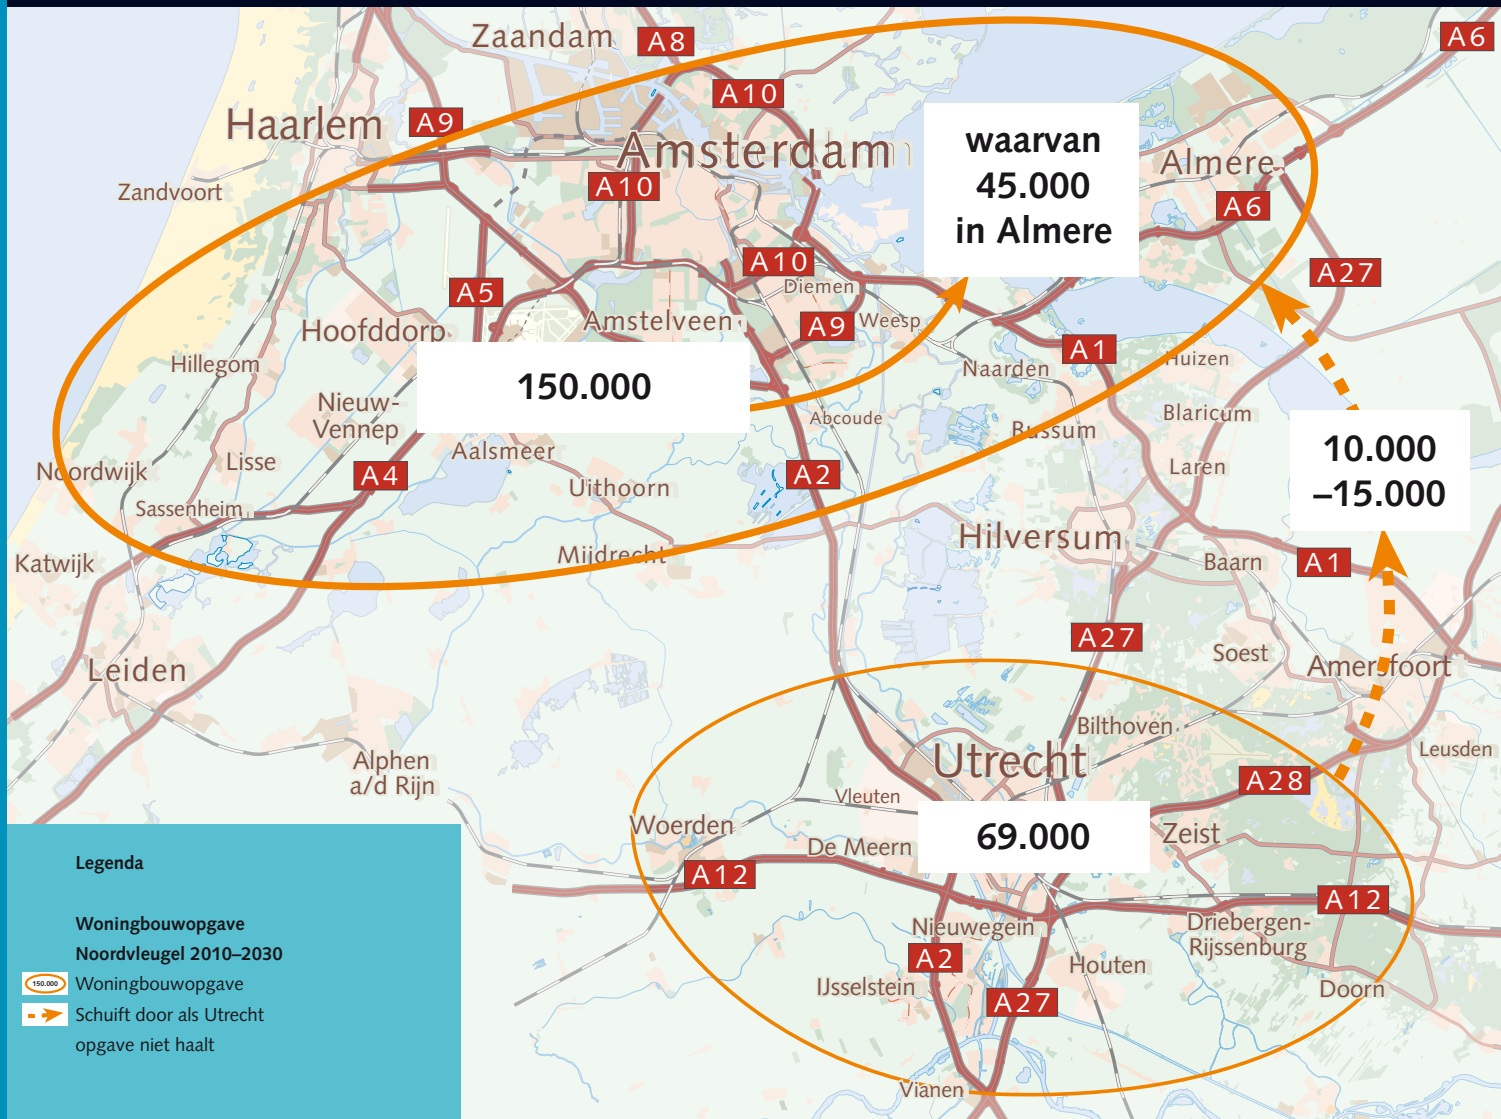 Zaandam
A8
A6
A10
Haarlem
A9
Amsterdam
waarvan
45.000
in Almere
Almere
Zandvoort
A10
A6
A10
A27
Diemen
A5
Hoofddorp
Amstelveen
A9
Weesp
A1
Huizen
Hillegom
Naarden
150.000
Nieuw-
Vennep
Abcoude
Bussum
Blaricum
10.000
–15.000
Noordwijk
Lisse
Aalsmeer
A4
A2
Laren
Uithoorn
Sassenheim
Hilversum
Katwijk
Mijdrecht
Baarn
A1
A27
Soest
Leiden
Amersfoort
Bilthoven
Utrecht
Leusden
Alphen
a/d Rijn
A28
Vleuten
Woerden
De Meern
69.000
Zeist
A12
A12
Nieuwegein
Driebergen-
Rijssenburg
A2
Houten
IJsselstein
A27
Doorn
Vianen
Legenda
Woningbouwopgave
Noordvleugel 2010–2030
150.000 Woningbouwopgave
Schuift door als Utrecht
opgave niet haalt